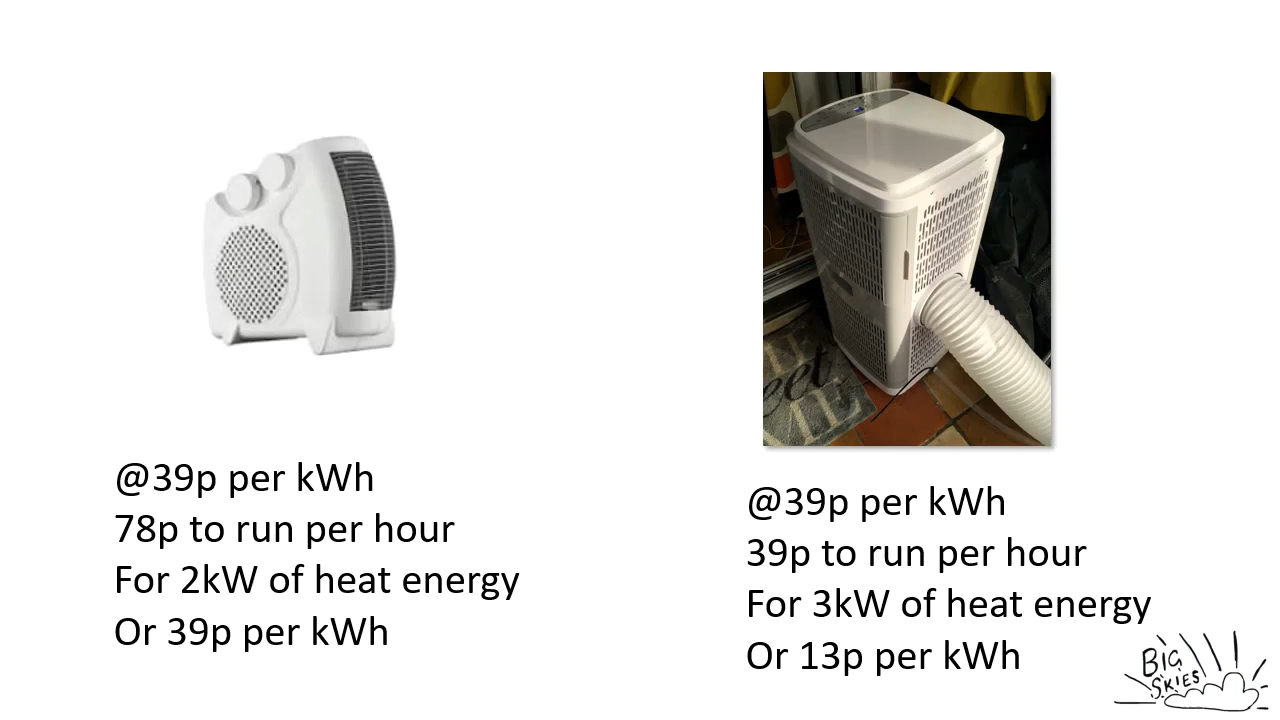 @39p per kWh
78p to run per hour
For 2kW of heat energy
Or 39p per kWh
@39p per kWh
39p to run per hour
For 3kW of heat energy
Or 13p per kWh
BIG
SKIES